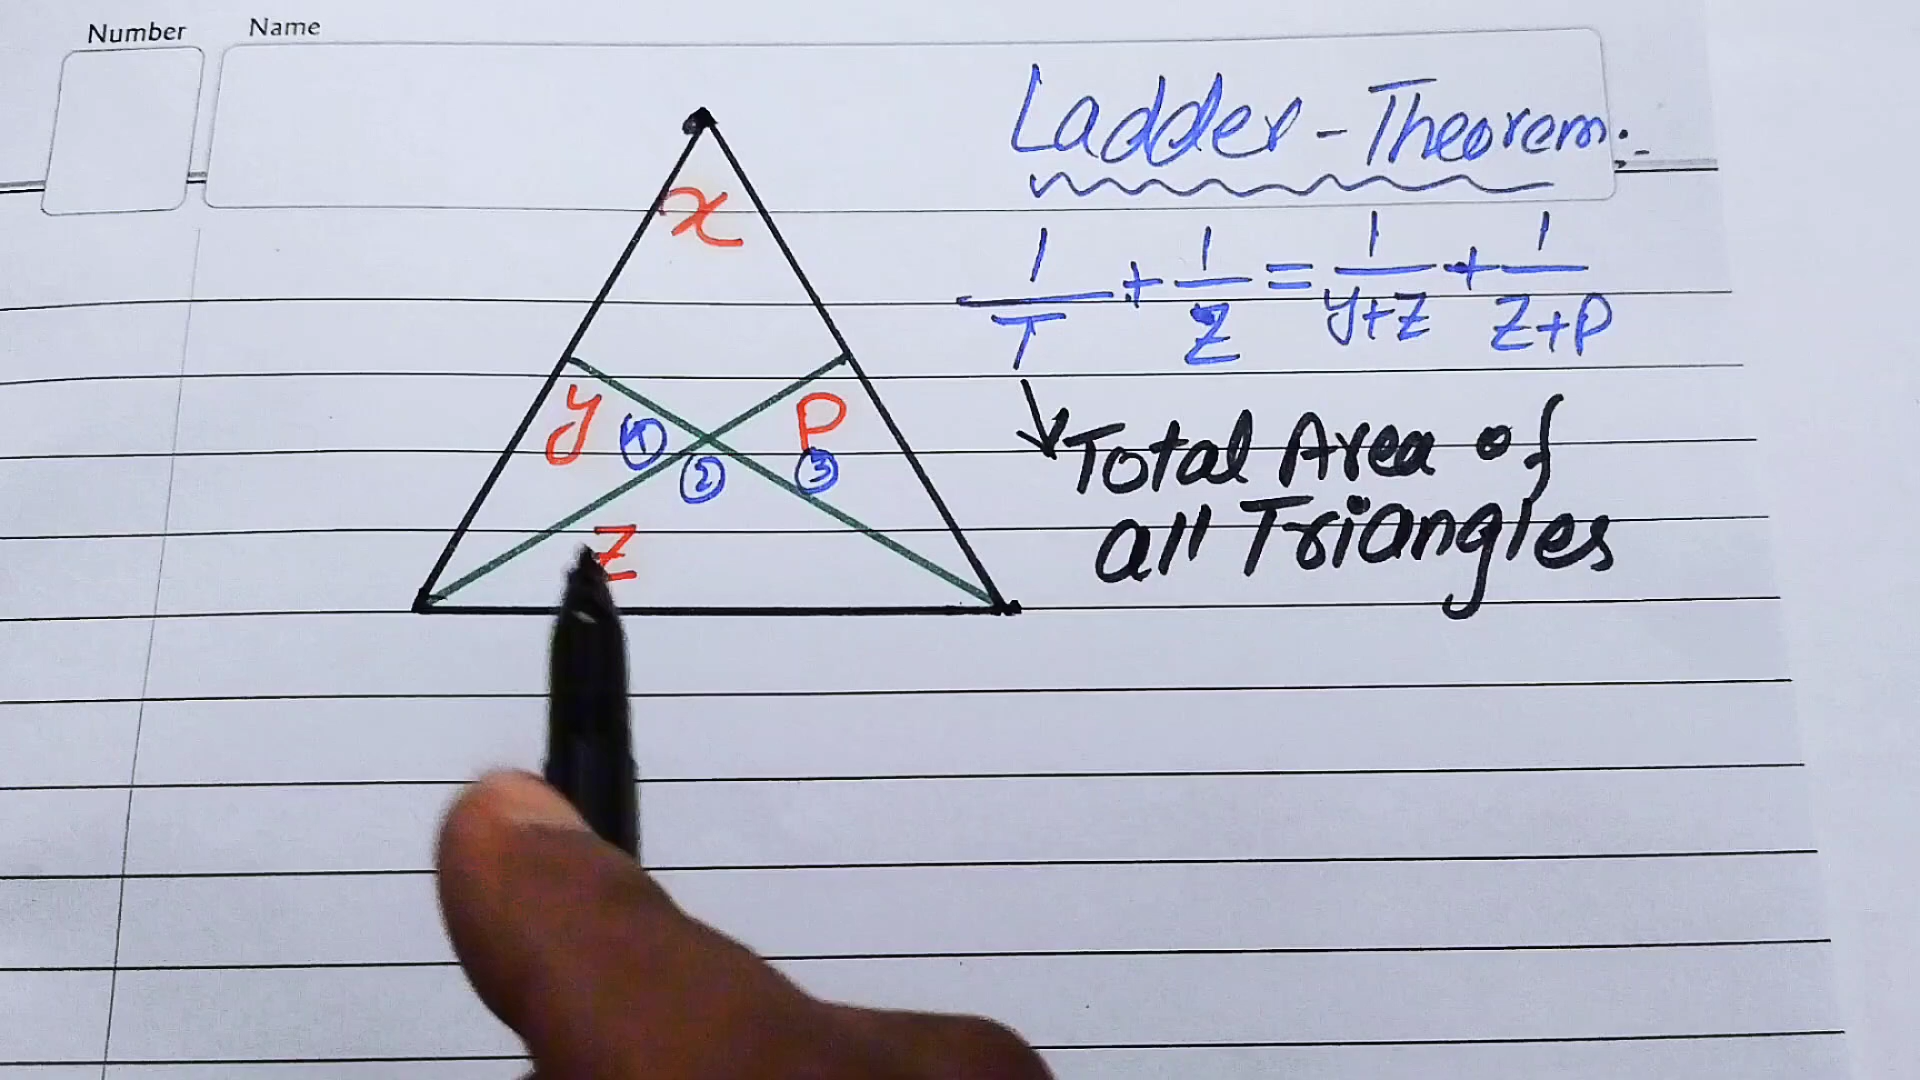 Number Name
Ladder-Theorem:-
x
1/T + 1/Z = 1/y+Z + 1/Z+P
y ① P
② ③
Total Area of
all Triangles
Z